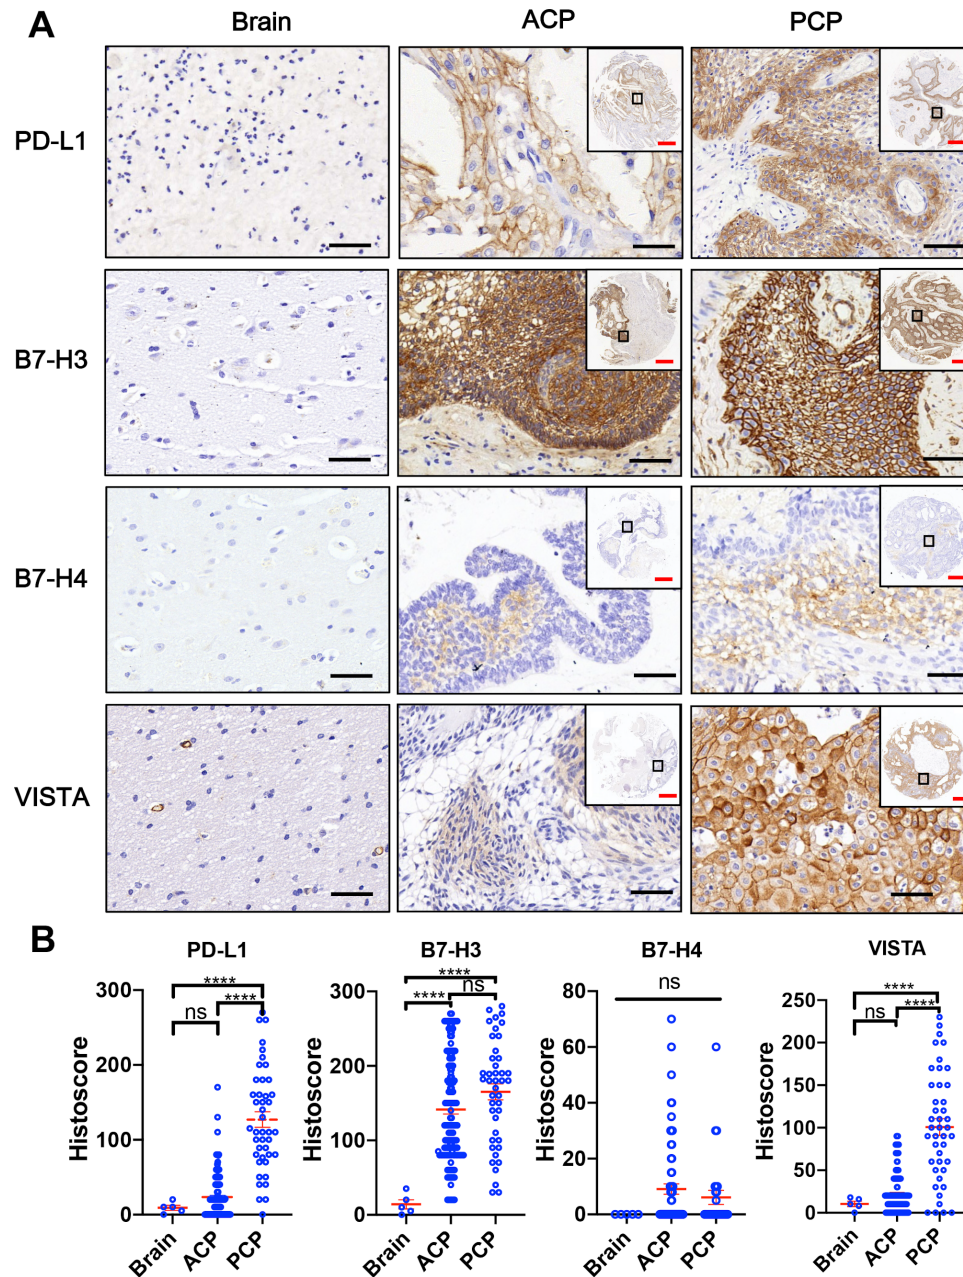 A
Brain ACP PCP
PD-L1
B7-H3
B7-H4
VISTA
B
PD-L1
Histoscore
300
200
100
0
****
ns ****
Brain ACP PCP
B7-H3
Histoscore
300
200
100
0
****
**** ns
Brain ACP PCP
B7-H4
Histoscore
80
60
40
20
0
ns
Brain ACP PCP
VISTA
Histoscore
250
200
150
100
50
0
****
ns ****
Brain ACP PCP